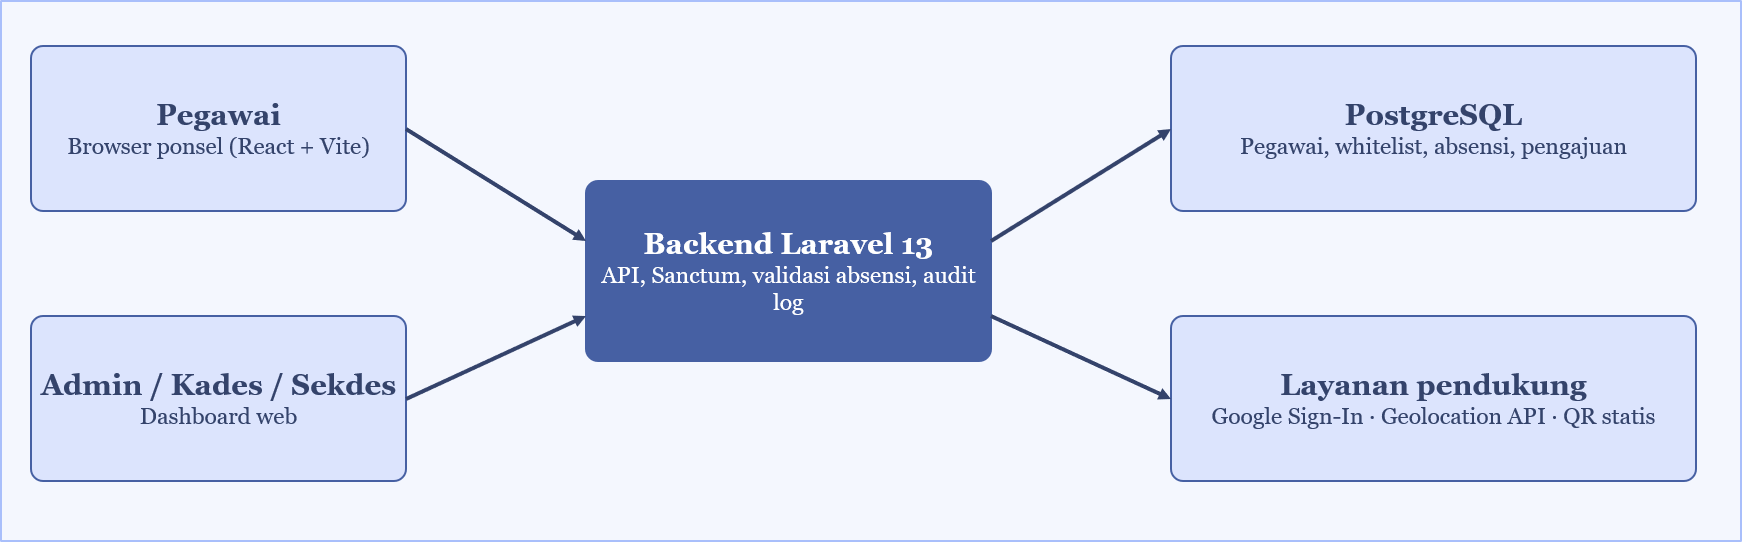 Pegawai
Browser ponsel (React + Vite)
Admin / Kades / Sekdes
Dashboard web
Backend Laravel 13
API, Sanctum, validasi absensi, audit
log
PostgreSQL
Pegawai, whitelist, absensi, pengajuan
Layanan pendukung
Google Sign-In · Geolocation API · QR statis